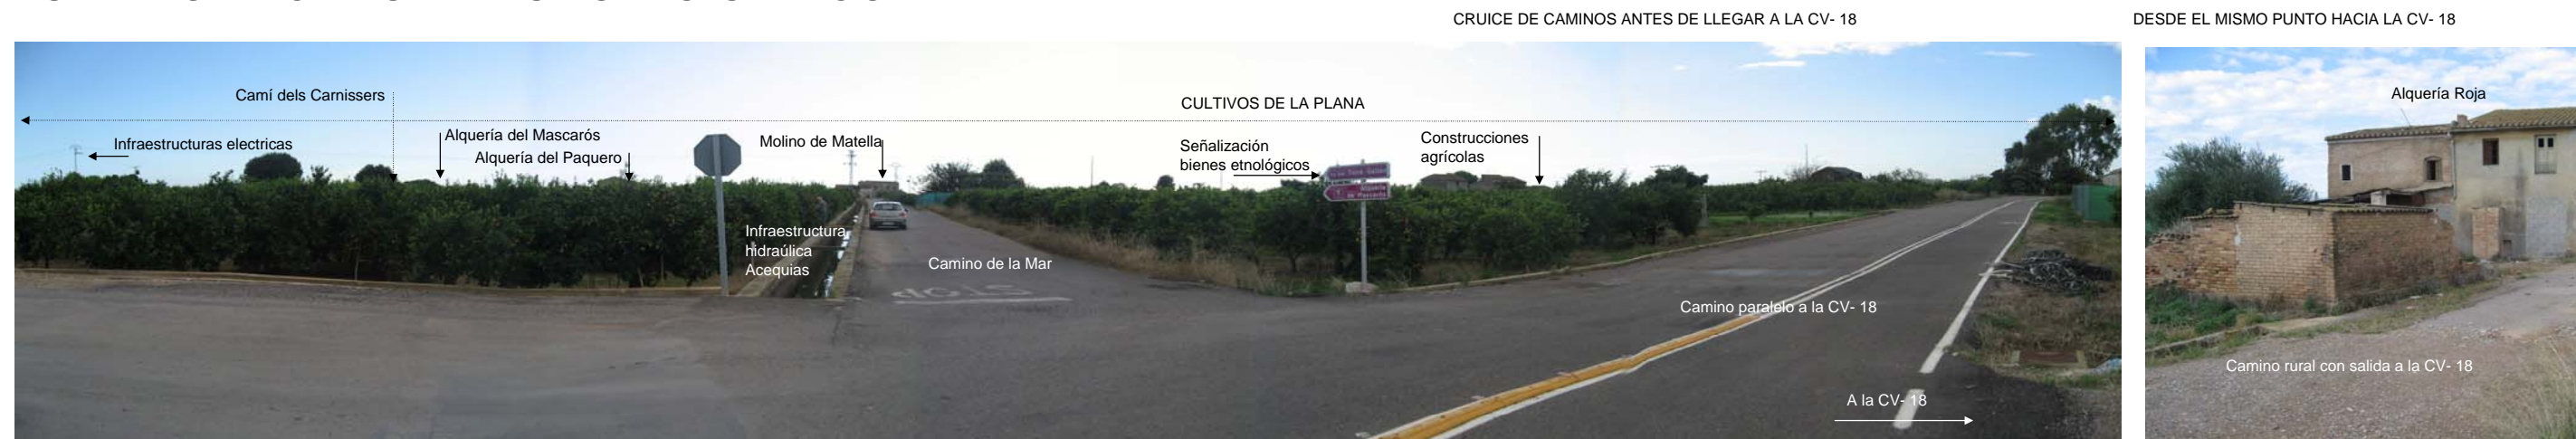 CRUICE DE CAMINOS ANTES DE LLEGAR A LA CV- 18
DESDE EL MISMO PUNTO HACIA LA CV- 18
Camí dels Carnissers
CULTIVOS DE LA PLANA
Alquería Roja
Infraestructuras electricas
Alquería del Mascarós
Alquería del Paquero
Molino de Matella
Señalización
bienes etnológicos
Construcciones
agrícolas
Alquería
de Mascarós
Infraestructura
hidraúlica
Acequias
Camino de la Mar
Camino paralelo a la CV- 18
Camino rural con salida a la CV- 18
A la CV- 18